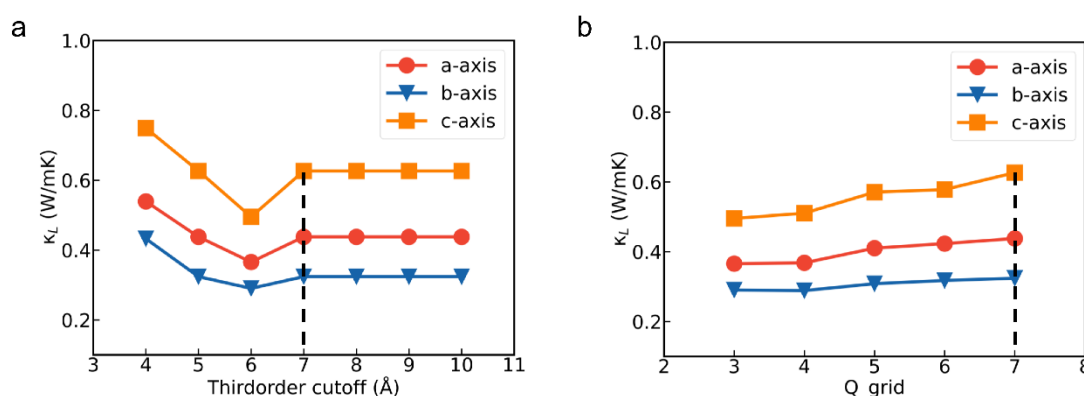 a
1.0
0.8
0.6
0.4
0.2
κL (W/mK)
a-axis
b-axis
c-axis
3 4 5 6 7 8 9 10 11
Thirdorder cutoff (Å)
b
1.0
0.8
0.6
0.4
0.2
κL (W/mK)
a-axis
b-axis
c-axis
2 3 4 5 6 7 8
Q grid